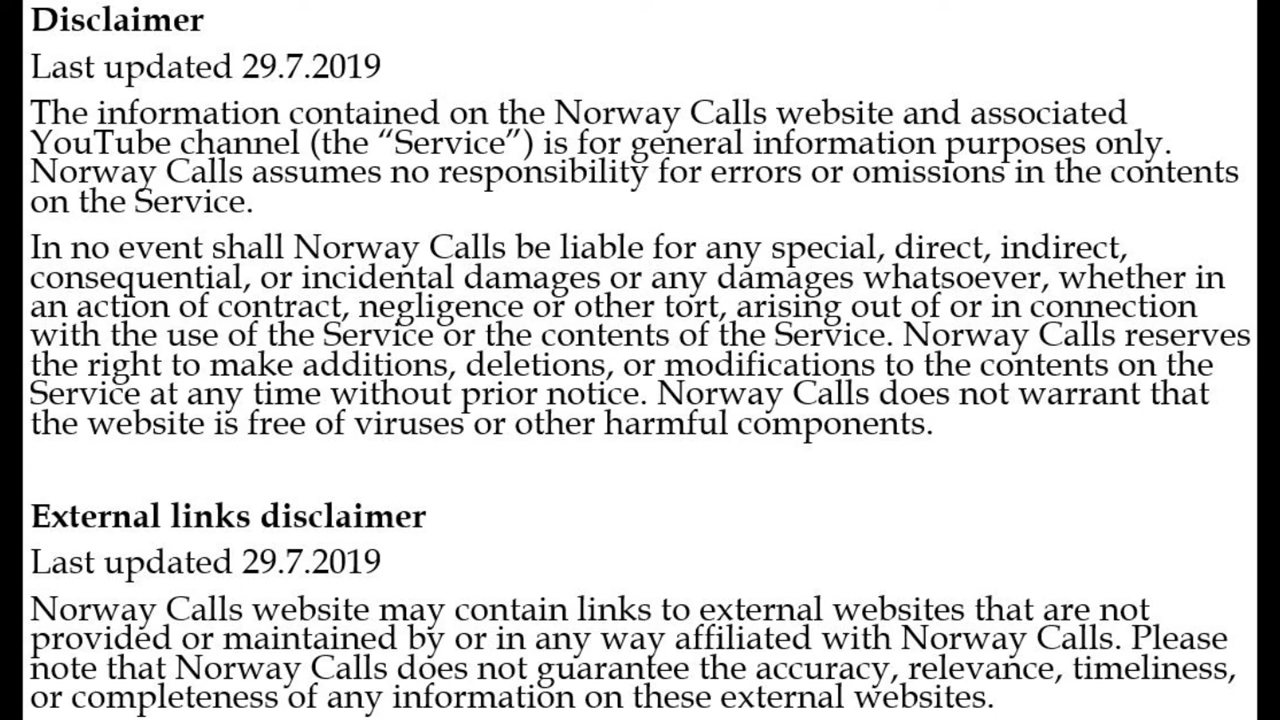 Disclaimer
Last updated 29.7.2019
The information contained on the Norway Calls website and associated
YouTube channel (the “Service”) is for general information purposes only.
Norway Calls assumes no responsibility for errors or omissions in the contents
on the Service.
In no event shall Norway Calls be liable for any special, direct, indirect,
consequential, or incidental damages or any damages whatsoever, whether in
an action of contract, negligence or other tort, arising out of or in connection
with the use of the Service or the contents of the Service. Norway Calls reserves
the right to make additions, deletions, or modifications to the contents on the
Service at any time without prior notice. Norway Calls does not warrant that
the website is free of viruses or other harmful components.
External links disclaimer
Last updated 29.7.2019
Norway Calls website may contain links to external websites that are not
provided or maintained by or in any way affiliated with Norway Calls. Please
note that Norway Calls does not guarantee the accuracy, relevance, timeliness,
or completeness of any information on these external websites.